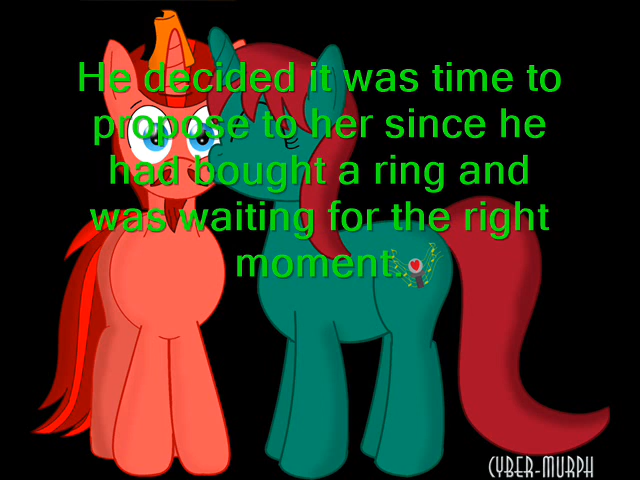 He decided it was time to
propose to her since he
had bought a ring and
was waiting for the right
moment..
CYBER-MURPH